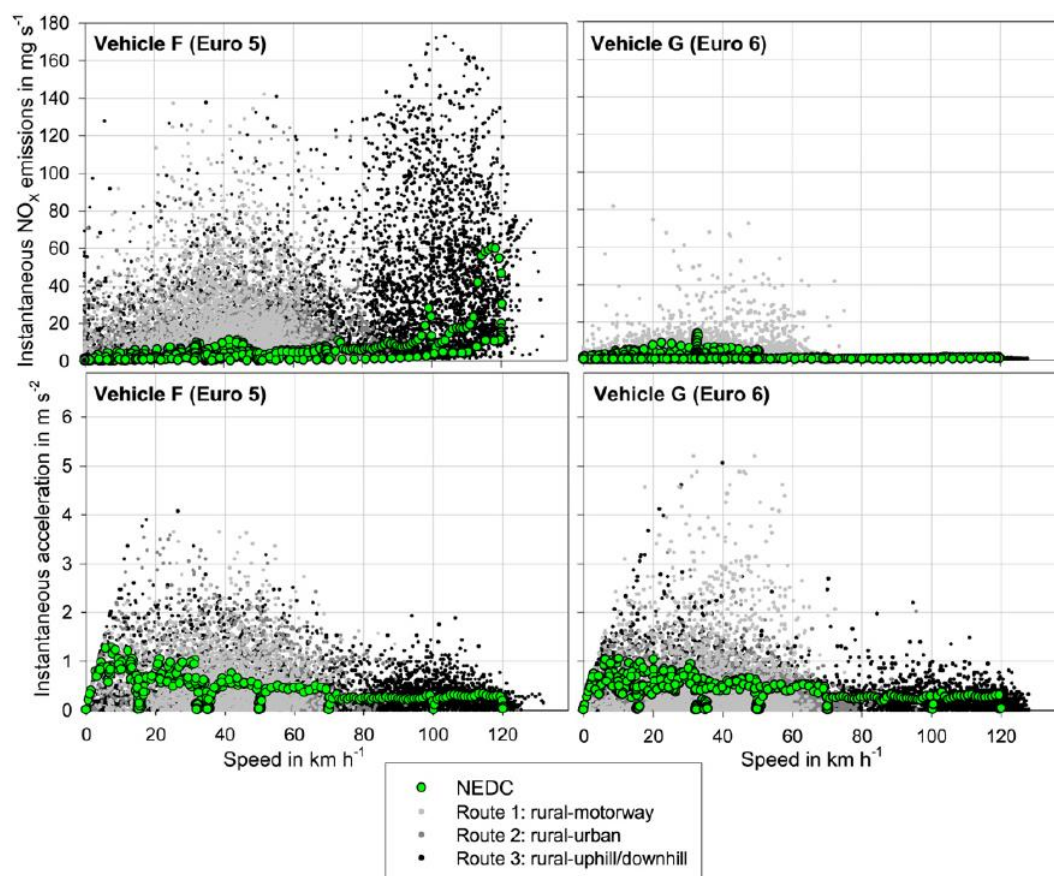 Instantaneous NOX emissions in mg s-1
180
160
140
120
100
80
60
40
20
0
Vehicle F (Euro 5)
Vehicle G (Euro 6)
Instantaneous acceleration in m s-2
6
5
4
3
2
1
0
Vehicle F (Euro 5)
Vehicle G (Euro 6)
0 20 40 60 80 100 120
0 20 40 60 80 100 120
Speed in km h-1
Speed in km h-1
NEDC
Route 1: rural-motorway
Route 2: rural-urban
Route 3: rural-uphill/downhill